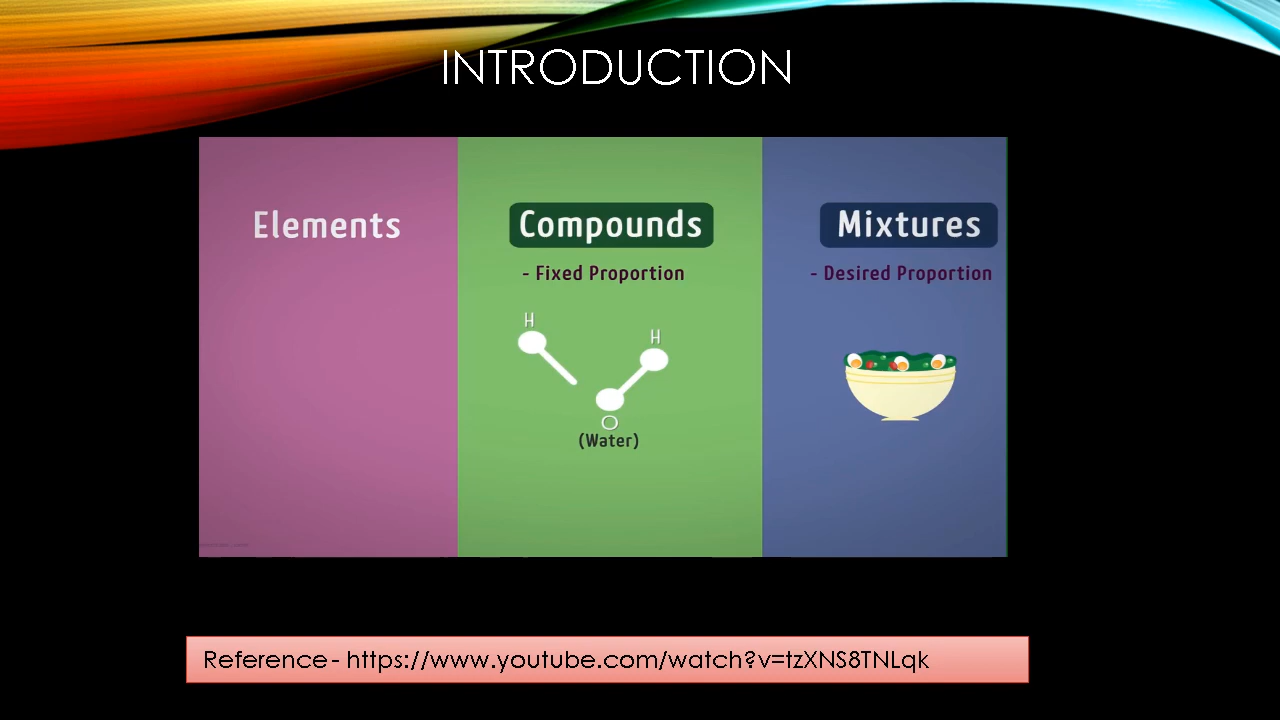 INTRODUCTION
Elements
Compounds
- Fixed Proportion
H
H
O
(Water)
Mixtures
- Desired Proportion
Reference - https://www.youtube.com/watch?v=tzXNS8TNLqk